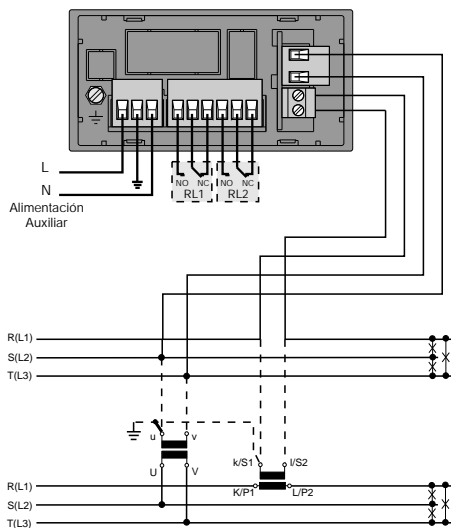 L
N
Alimentación
Auxiliar
NO NC NO NC
RL1 RL2
R(L1)
S(L2)
T(L3)
u v k/S1 l/S2
U V K/P1 L/P2
R(L1)
S(L2)
T(L3)